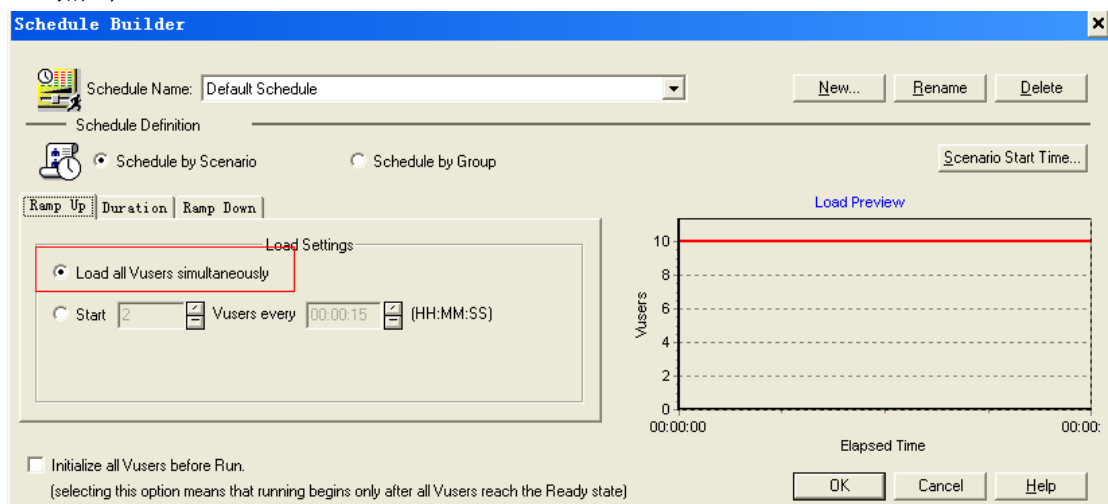 Schedule Builder
Schedule Name: Default Schedule New... Rename Delete
Schedule Definition
Schedule by Scenario Schedule by Group Scenario Start Time...
Ramp Up Duration Ramp Down
Load Preview
Load Settings
Load all Vusers simultaneously
Start 2 Vusers every 00:00:15 (HH:MM:SS)
Vusers
10
8
6
4
2
0
00:00:00 00:00:
Elapsed Time
Initialize all Vusers before Run.
(selecting this option means that running begins only after all Vusers reach the Ready state)
OK Cancel Help